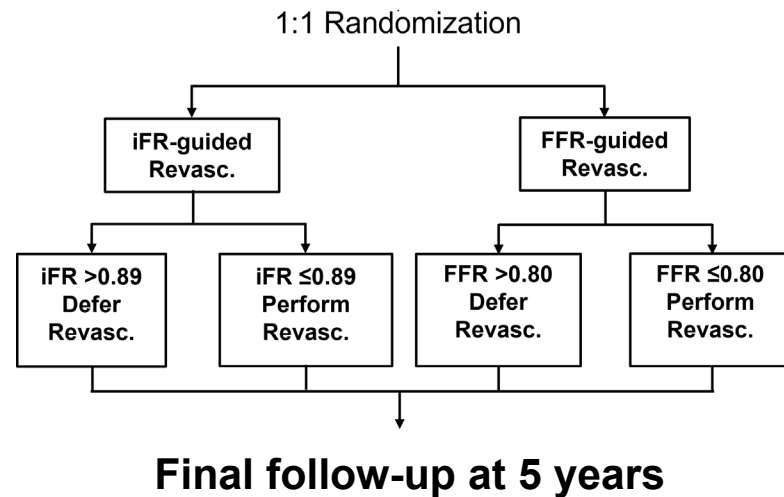 1:1 Randomization
iFR-guided
Revasc.
FFR-guided
Revasc.
iFR >0.89
Defer
Revasc.
iFR ≤0.89
Perform
Revasc.
FFR >0.80
Defer
Revasc.
FFR ≤0.80
Perform
Revasc.
Final follow-up at 5 years